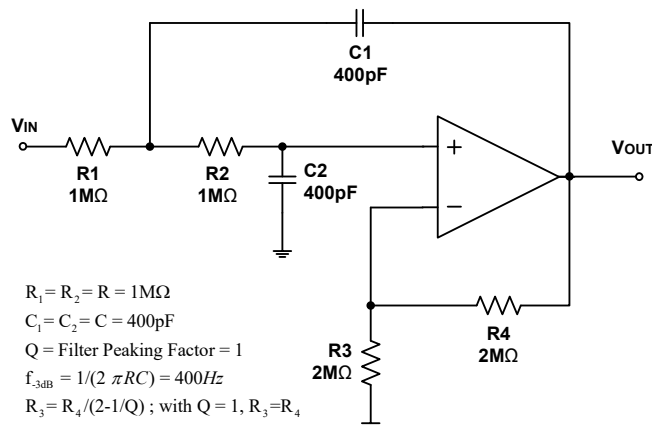 C1
400pF
VIN
VOUT
R1
1MΩ
R2
1MΩ
C2
400pF
+
−
R4
2MΩ
R3
2MΩ
R₁= R₂= R = 1MΩ
C₁= C₂= C = 400pF
Q = Filter Peaking Factor = 1
f₋₃dB = 1/(2 πRC) = 400Hz
R₃= R₄/(2-1/Q) ; with Q = 1, R₃=R₄